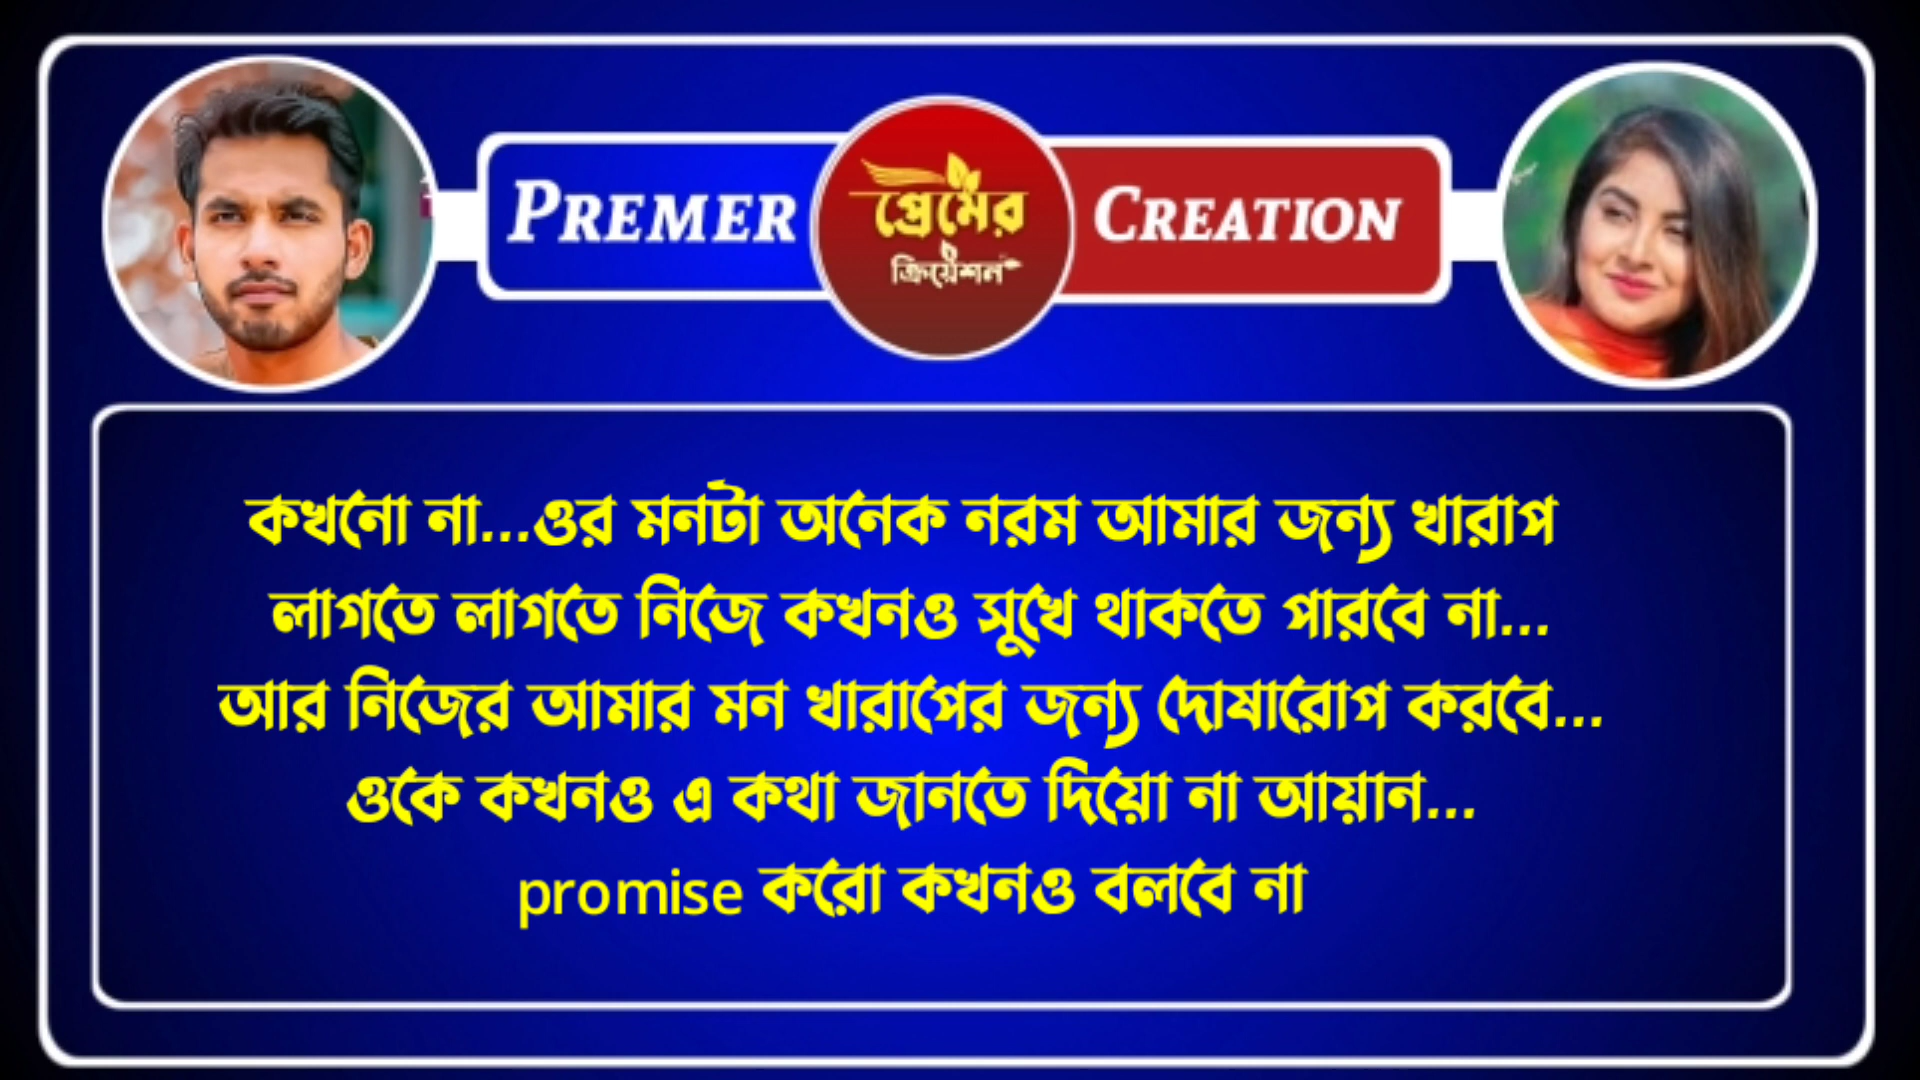 PREMER
প্রেমের
ক্রিয়েশন
CREATION
কখনো না...ওর মনটা অনেক নরম আমার জন্য খারাপ
লাগতে লাগতে নিজে কখনও সুখে থাকতে পারবে না...
আর নিজের আমার মন খারাপের জন্য দোষারোপ করবে...
ওকে কখনও এ কথা জানতে দিয়ো না আয়ান...
promise করো কখনও বলবে না